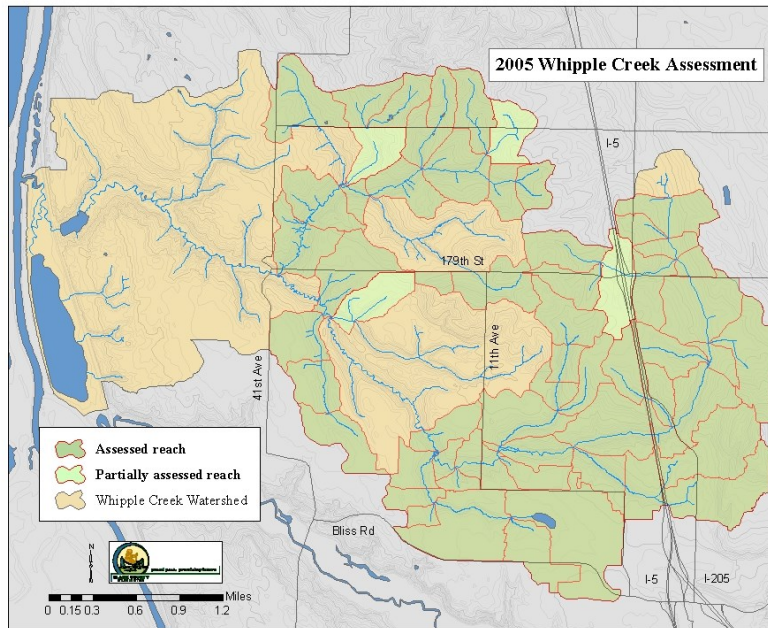 2005 Whipple Creek Assessment
I-5
179th St
41st Ave
11th Ave
Assessed reach
Partially assessed reach
Whipple Creek Watershed
Bliss Rd
I-5
I-205
N
Miles
0 0.15 0.3 0.6 0.9 1.2